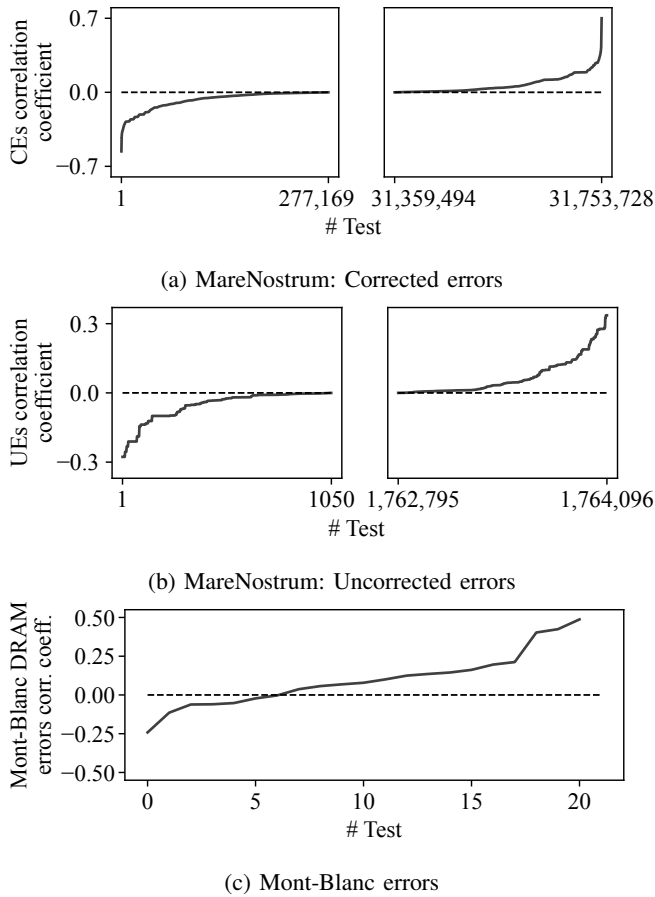 CEs correlation
coefficient
0.7
0.0
−0.7
1
277,169
31,359,494
31,753,728
# Test
(a) MareNostrum: Corrected errors
UEs correlation
coefficient
0.3
0.0
−0.3
1
1050
1,762,795
1,764,096
# Test
(b) MareNostrum: Uncorrected errors
Mont-Blanc DRAM
errors corr. coeff.
0.50
0.25
0.00
−0.25
−0.50
0
5
10
15
20
# Test
(c) Mont-Blanc errors